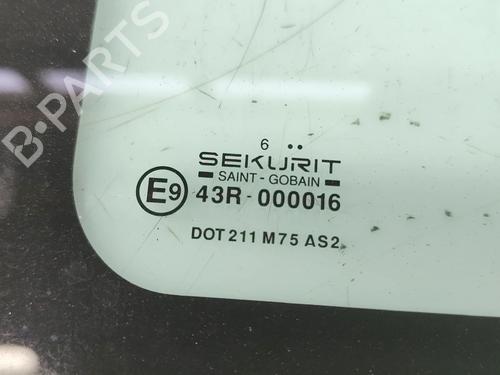 B-PARTS
6 ..
SEKURIT
SAINT-GOBAIN
E9 43R-000016
DOT 211 M75 AS2